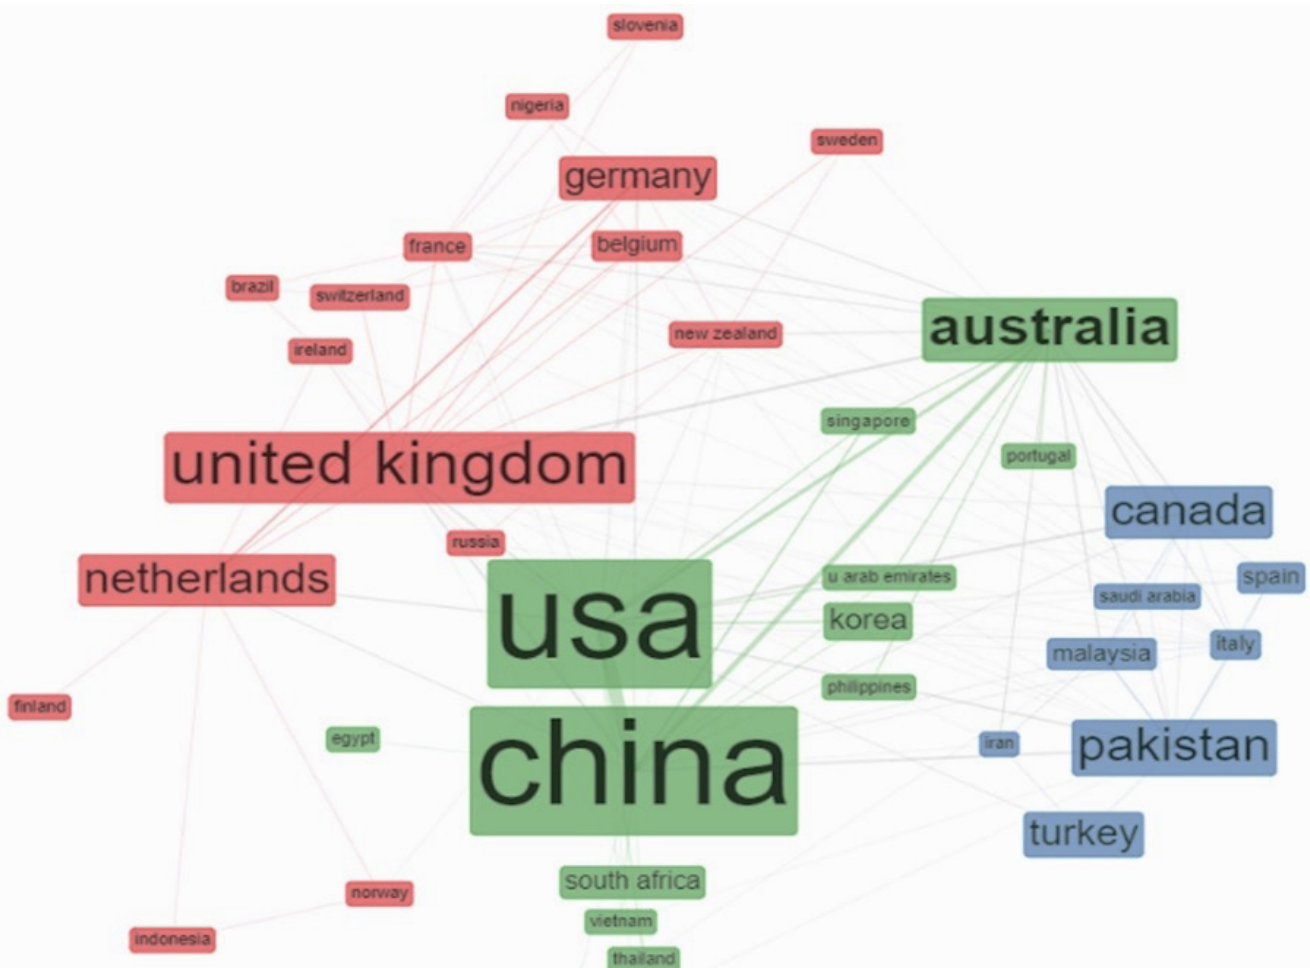 slovenia
nigeria
sweden
germany
france
belgium
brazil
switzerland
new zealand
australia
ireland
singapore
portugal
united kingdom
canada
russia
netherlands
usa
u arab emirates
spain
saudi arabia
korea
malaysia
italy
finland
philippines
egypt
china
iran
pakistan
turkey
south africa
norway
vietnam
indonesia
thailand